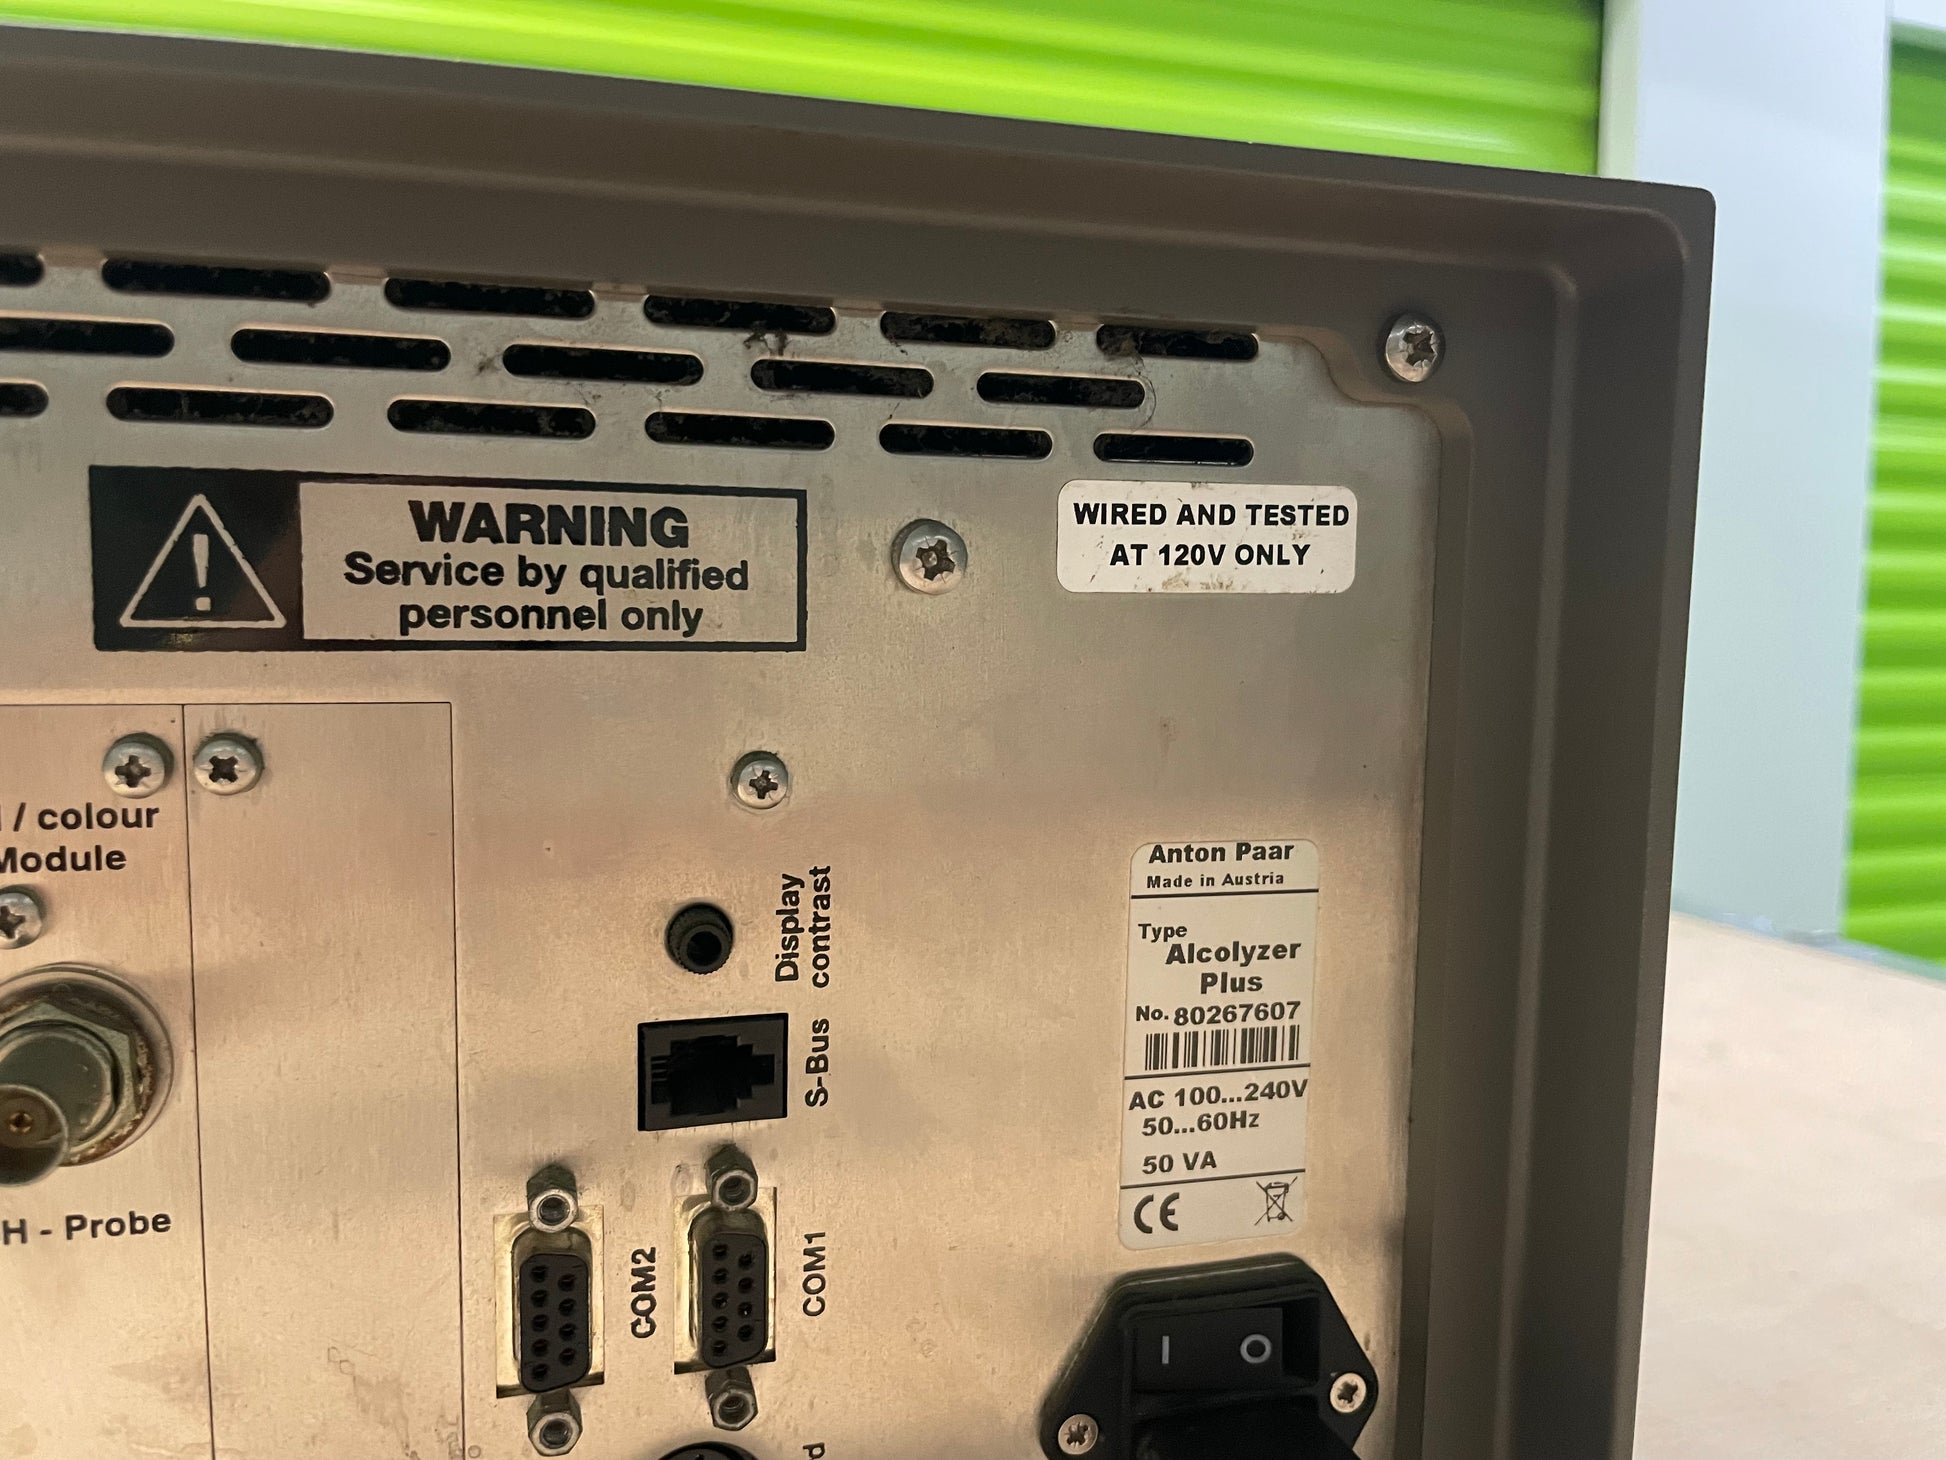 WARNING
Service by qualified
personnel only
WIRED AND TESTED
AT 120V ONLY
/ colour
Module
H - Probe
Display
contrast
S-Bus
COM2
COM1
Anton Paar
Made in Austria
Type
Alcolyzer
Plus
No. 80267607
AC 100...240V
50...60Hz
50 VA
CE
I O